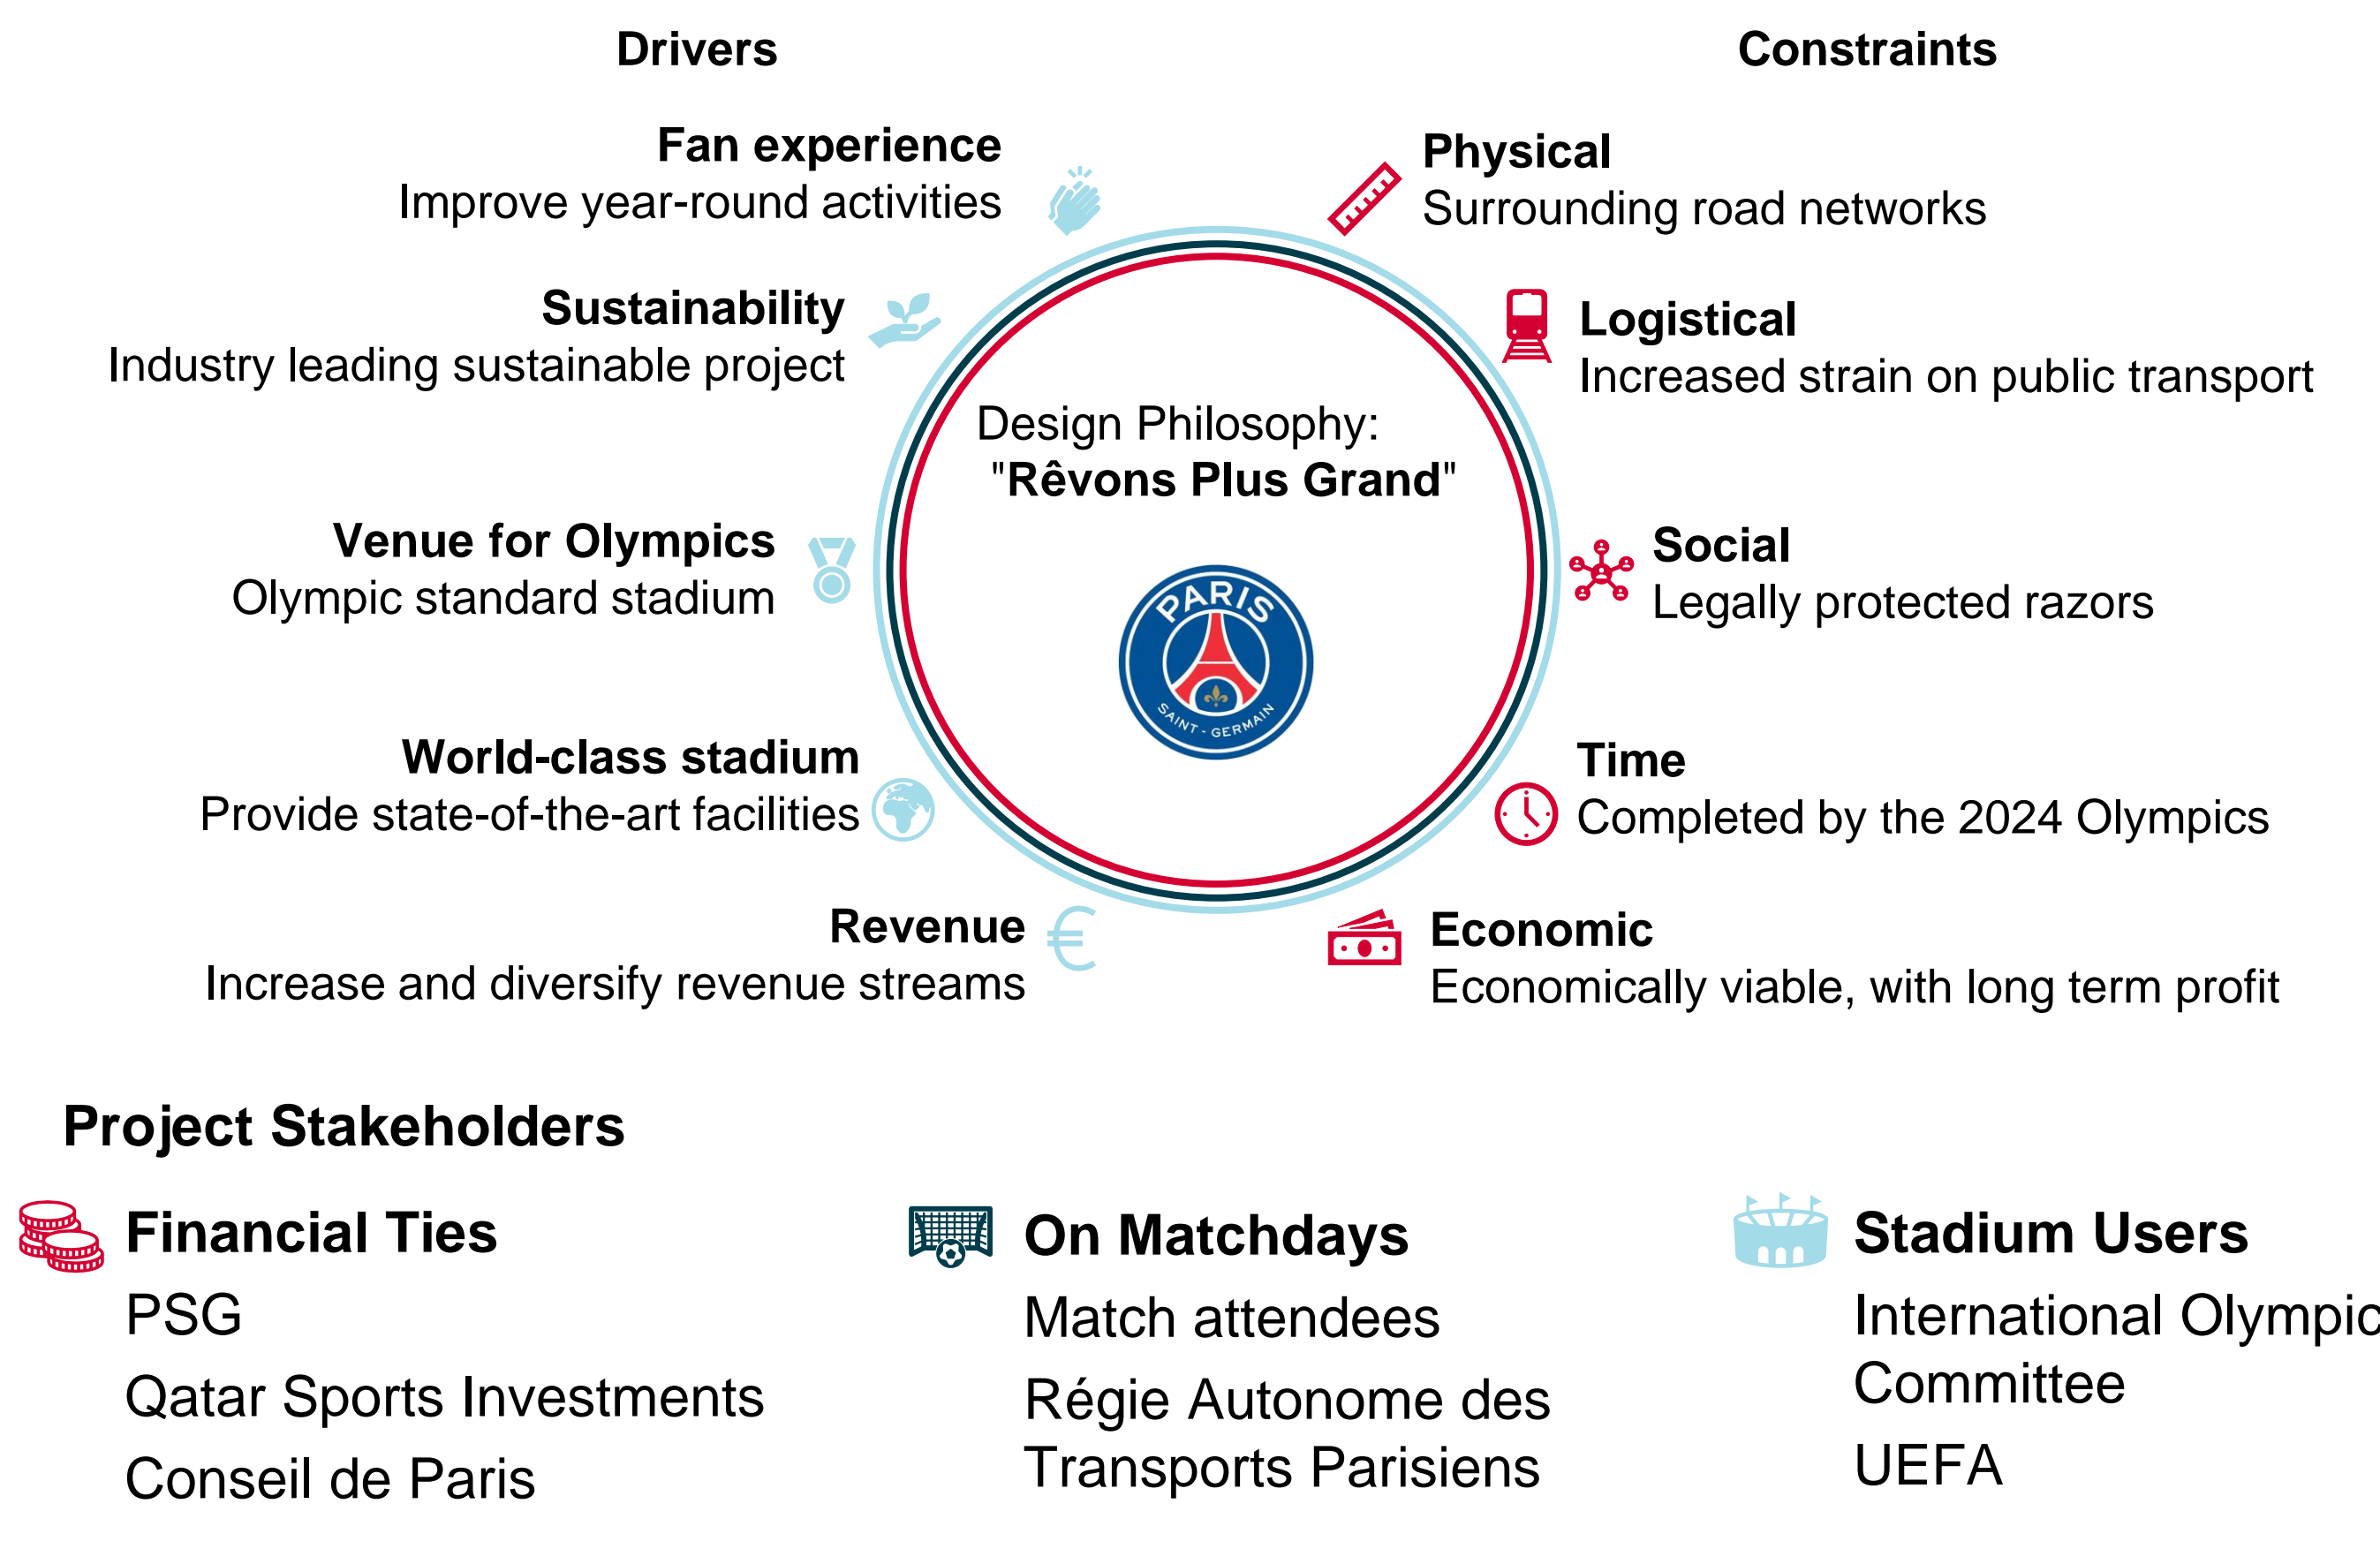 Drivers
Fan experience
Improve year-round activities
Sustainability
Industry leading sustainable project
Venue for Olympics
Olympic standard stadium
World-class stadium
Provide state-of-the-art facilities
Revenue
Increase and diversify revenue streams
Design Philosophy:
"Rêvons Plus Grand"
PARIS
SAINT - GERMAIN
Constraints
Physical
Surrounding road networks
Logistical
Increased strain on public transport
Social
Legally protected razors
Time
Completed by the 2024 Olympics
Economic
Economically viable, with long term profit
Project Stakeholders
Financial Ties
PSG
Qatar Sports Investments
Conseil de Paris
On Matchdays
Match attendees
Régie Autonome des
Transports Parisiens
Stadium Users
International Olympic
Committee
UEFA